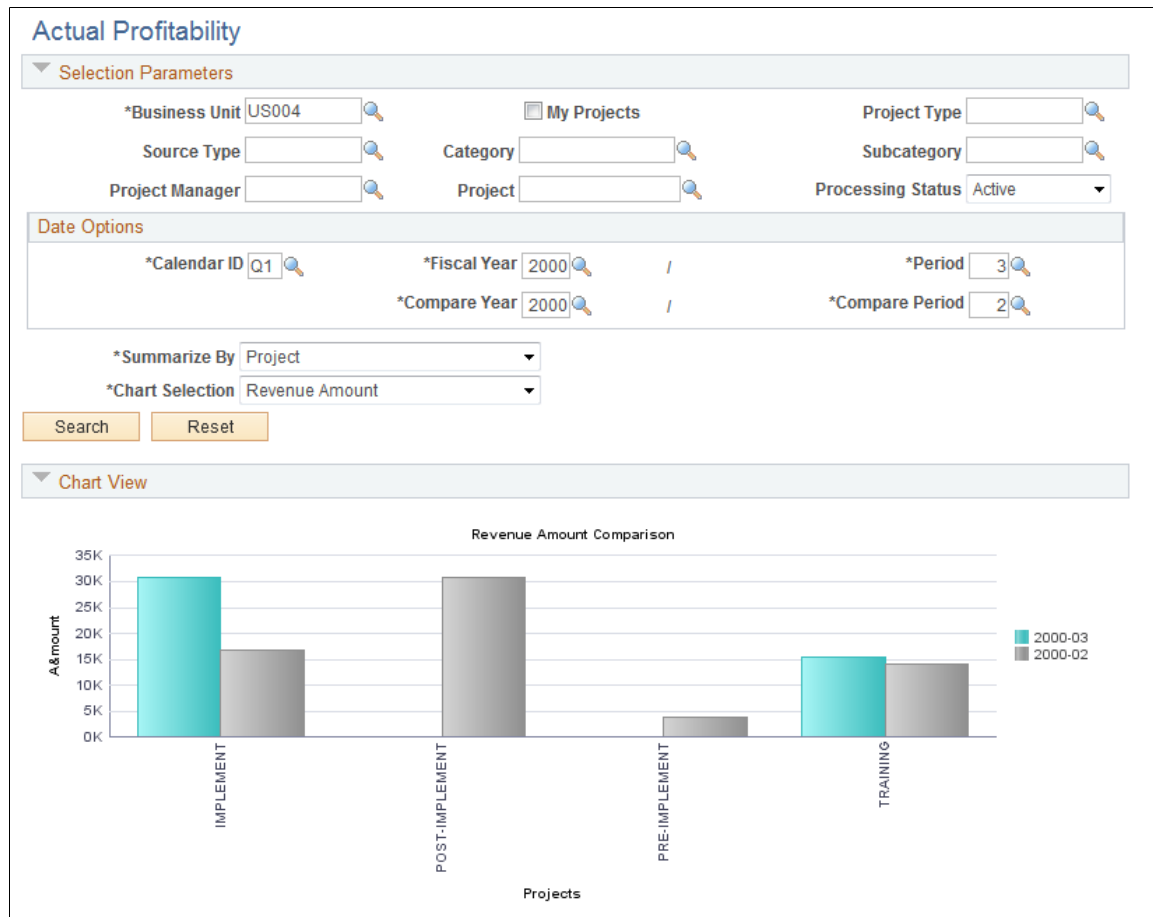 Actual Profitability
Selection Parameters
*Business Unit US004 My Projects Project Type
Source Type Category Subcategory
Project Manager Project Processing Status Active
Date Options
*Calendar ID Q1 *Fiscal Year 2000 / *Period 3
*Compare Year 2000 / *Compare Period 2
*Summarize By Project
*Chart Selection Revenue Amount
Search Reset
Chart View
Revenue Amount Comparison
35K
30K
25K
20K
15K
10K
5K
0K
A&mount
2000-03
2000-02
IMPLEMENT
POST-IMPLEMENT
PRE-IMPLEMENT
TRAINING
Projects